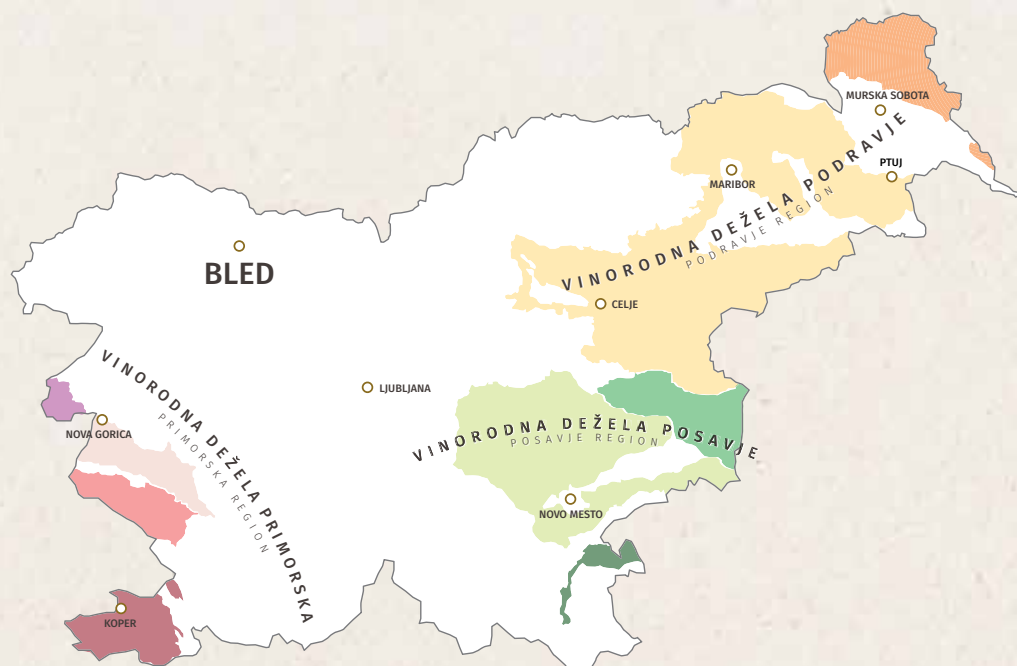 MURSKA SOBOTA
PTUJ
MARIBOR
VINORODNA DEŽELA PODRAVJE
PODRAVJE REGION
BLED
CELJE
LJUBLJANA
VINORODNA DEŽELA PRIMORSKA
PRIMORSKA REGION
NOVA GORICA
VINORODNA DEŽELA POSAVJE
POSAVJE REGION
NOVO MESTO
KOPER